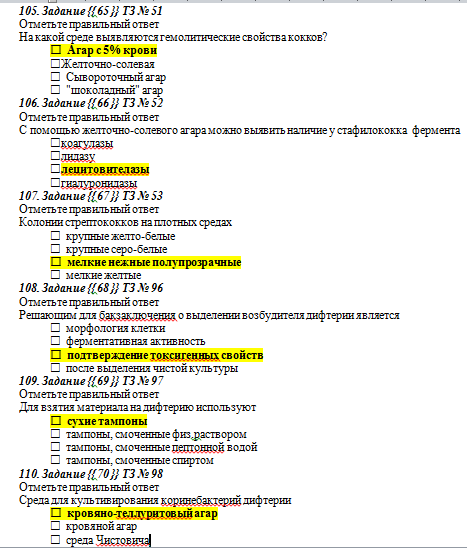 105. Задание {{65}} ТЗ № 51
Отметьте правильный ответ
На какой среде выявляются гемолитические свойства кокков?
☐ Агар с 5% крови
☐ Желточно-солевая
☐ Сывороточный агар
☐ "шоколадный" агар
106. Задание {{66}} ТЗ № 52
Отметьте правильный ответ
С помощью желточно-солевого агара можно выявить наличие у стафилококка фермента
☐ коагулазы
☐ лидазу
☐ лецитовителазы
☐ гиалуронидазы
107. Задание {{67}} ТЗ № 53
Отметьте правильный ответ
Колонии стрептококков на плотных средах
☐ крупные желто-белые
☐ крупные серо-белые
☐ мелкие нежные полупрозрачные
☐ мелкие желтые
108. Задание {{68}} ТЗ № 96
Отметьте правильный ответ
Решающим для бакзаключения о выделении возбудителя дифтерии является
☐ морфология клетки
☐ ферментативная активность
☐ подтверждение токсигенных свойств
☐ после выделения чистой культуры
109. Задание {{69}} ТЗ № 97
Отметьте правильный ответ
Для взятия материала на дифтерию используют
☐ сухие тампоны
☐ тампоны, смоченные физ.раствором
☐ тампоны, смоченные пептонной водой
☐ тампоны, смоченные спиртом
110. Задание {{70}} ТЗ № 98
Отметьте правильный ответ
Среда для культивирования коринебактерий дифтерии
☐ кровяно-теллуритовый агар
☐ кровяной агар
☐ среда Чистовича